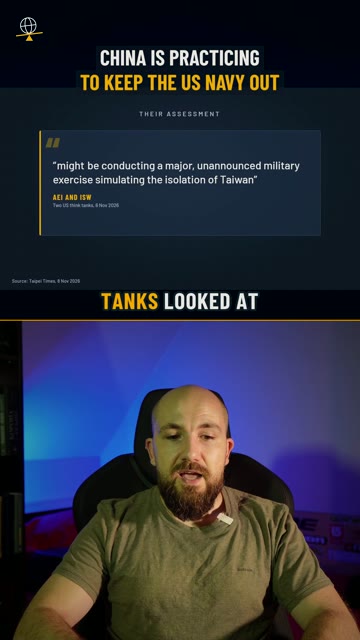 CHINA IS PRACTICING
TO KEEP THE US NAVY OUT
THEIR ASSESSMENT
“might be conducting a major, unannounced military
exercise simulating the isolation of Taiwan”
AEI AND ISW
Two US think tanks, 6 Nov 2026
Source: Taipei Times, 8 Nov 2026
TANKS LOOKED AT